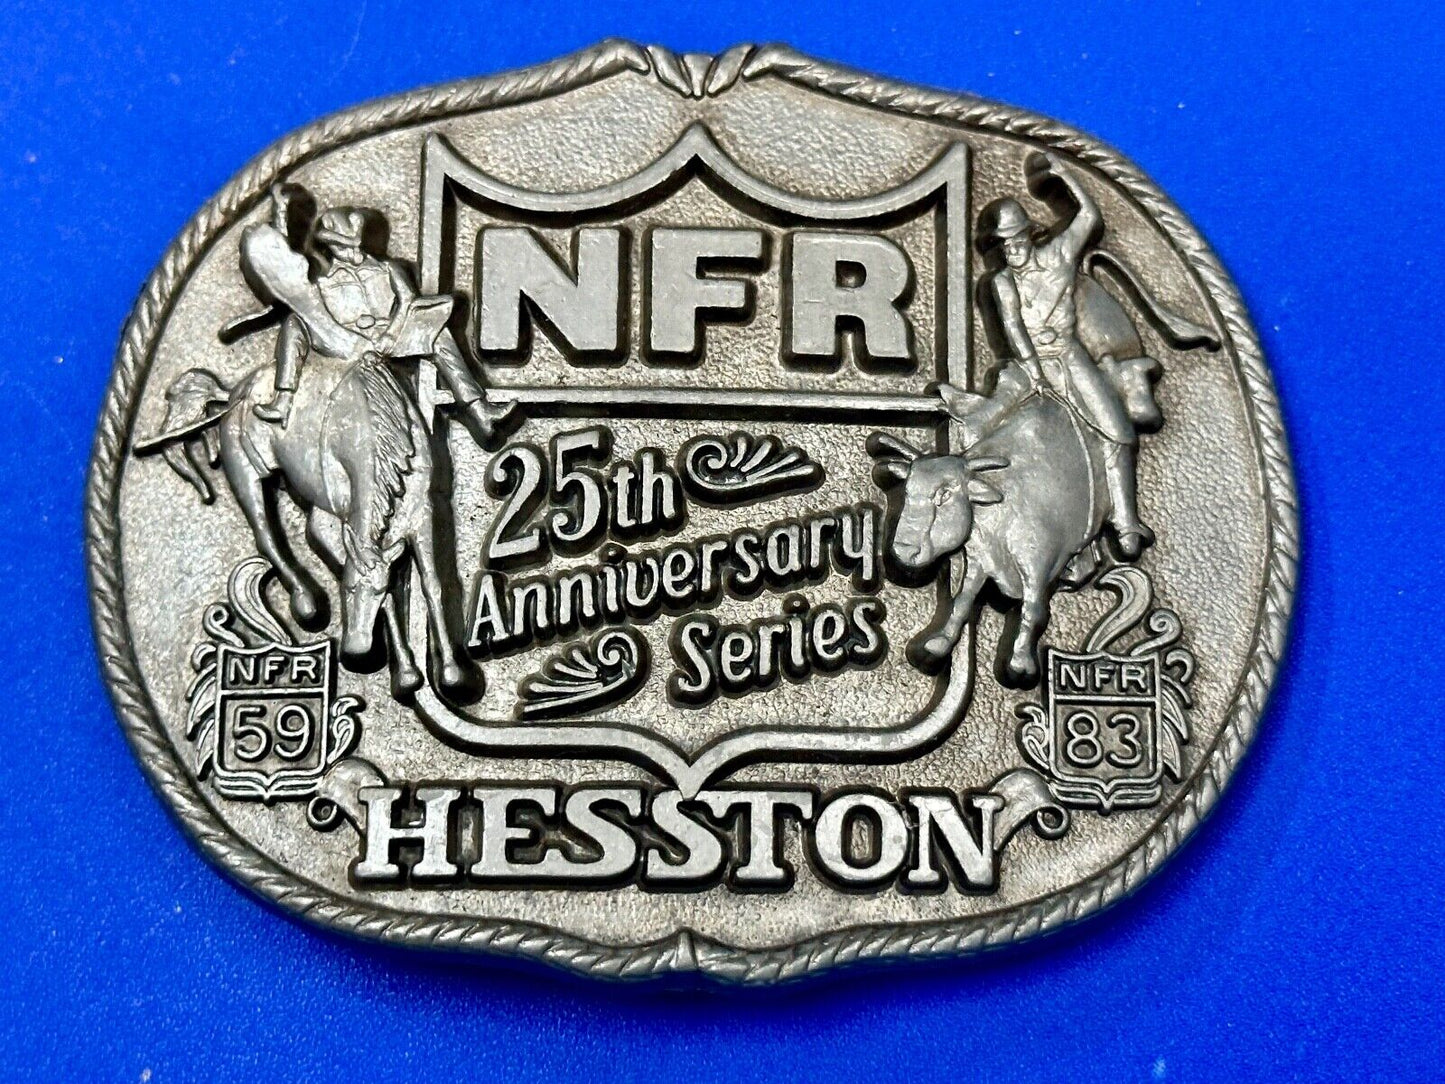 NFR
25th
Anniversary
Series
NFR
59
NFR
83
HESSTON